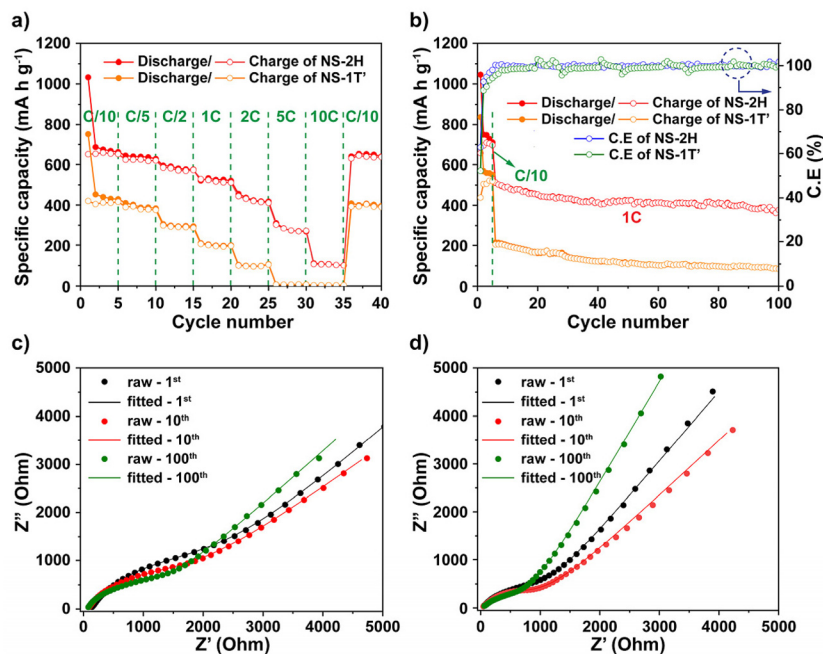 a)
Specific capacity (mA h g⁻¹)
1200
1000
800
600
400
200
0
Discharge/ Charge of NS-2H
Discharge/ Charge of NS-1T’
C/10 C/5 C/2 1C 2C 5C 10C C/10
0 5 10 15 20 25 30 35 40
Cycle number
b)
Specific capacity (mA h g⁻¹)
1200
1000
800
600
400
200
0
Discharge/ Charge of NS-2H
Discharge/ Charge of NS-1T’
C.E of NS-2H
C.E of NS-1T’
C/10
1C
100
80
60
40
20
0
C.E (%)
0 20 40 60 80 100
Cycle number
c)
Z'' (Ohm)
5000
4000
3000
2000
1000
0
raw - 1st
fitted - 1st
raw - 10th
fitted - 10th
raw - 100th
fitted - 100th
0 1000 2000 3000 4000 5000
Z' (Ohm)
d)
Z'' (Ohm)
5000
4000
3000
2000
1000
0
raw - 1st
fitted - 1st
raw - 10th
fitted - 10th
raw - 100th
fitted - 100th
0 1000 2000 3000 4000 5000
Z' (Ohm)